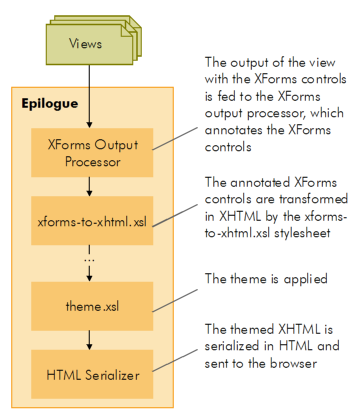 Views
The output of the view
with the XForms controls
is fed to the XForms
output processor, which
annotates the XForms
controls
Epilogue
XForms Output
Processor
The annotated XForms
controls are transformed
in XHTML by the xforms-
to-xhtml.xsl stylesheet
xforms-to-xhtml.xsl
...
The theme is applied
theme.xsl
The themed XHTML is
serialized in HTML and
sent to the browser
HTML Serializer